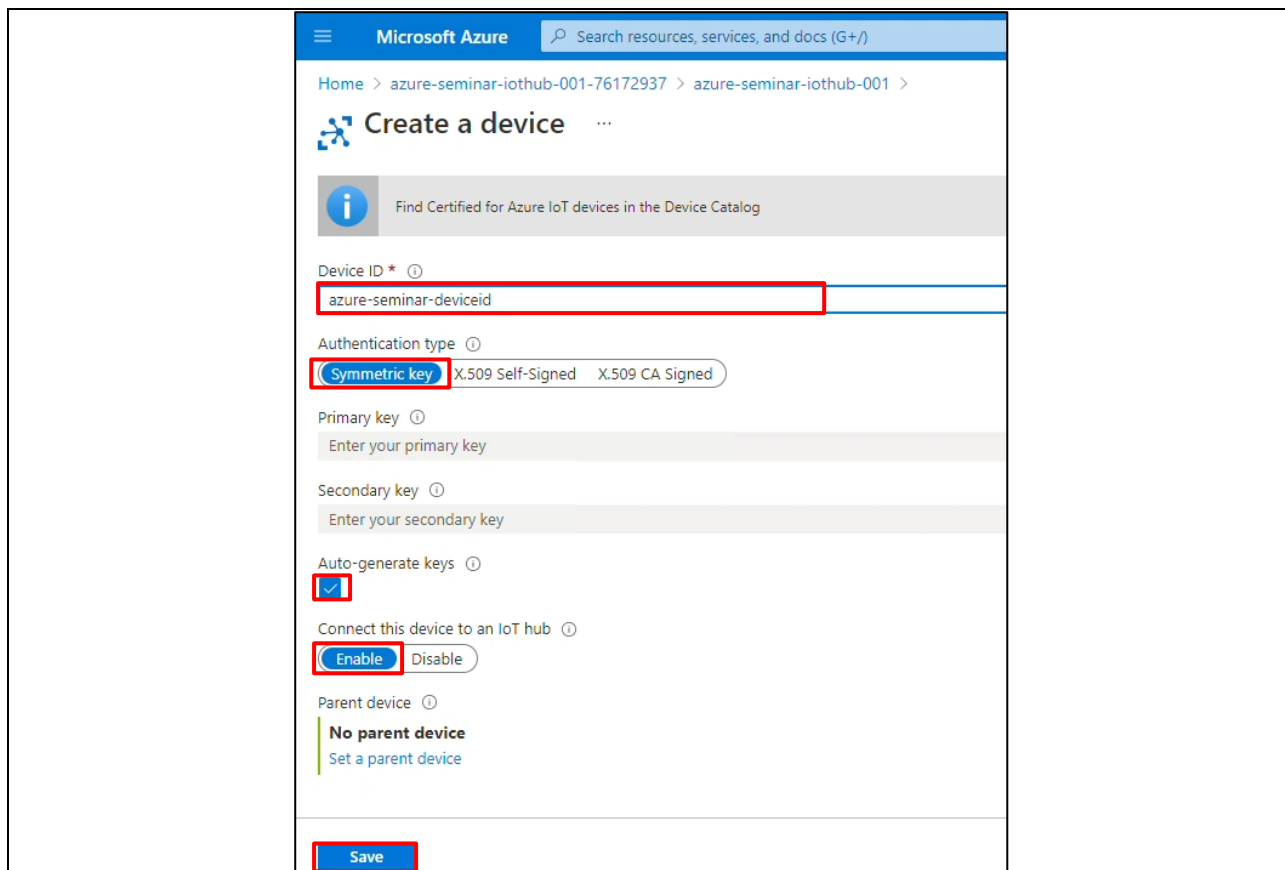 Microsoft Azure
Search resources, services, and docs (G+/)
Home > azure-seminar-iothub-001-76172937 > azure-seminar-iothub-001 >
Create a device ...
Find Certified for Azure IoT devices in the Device Catalog
Device ID *
azure-seminar-deviceid
Authentication type
Symmetric key X.509 Self-Signed X.509 CA Signed
Primary key
Enter your primary key
Secondary key
Enter your secondary key
Auto-generate keys
Connect this device to an IoT hub
Enable Disable
Parent device
No parent device
Set a parent device
Save